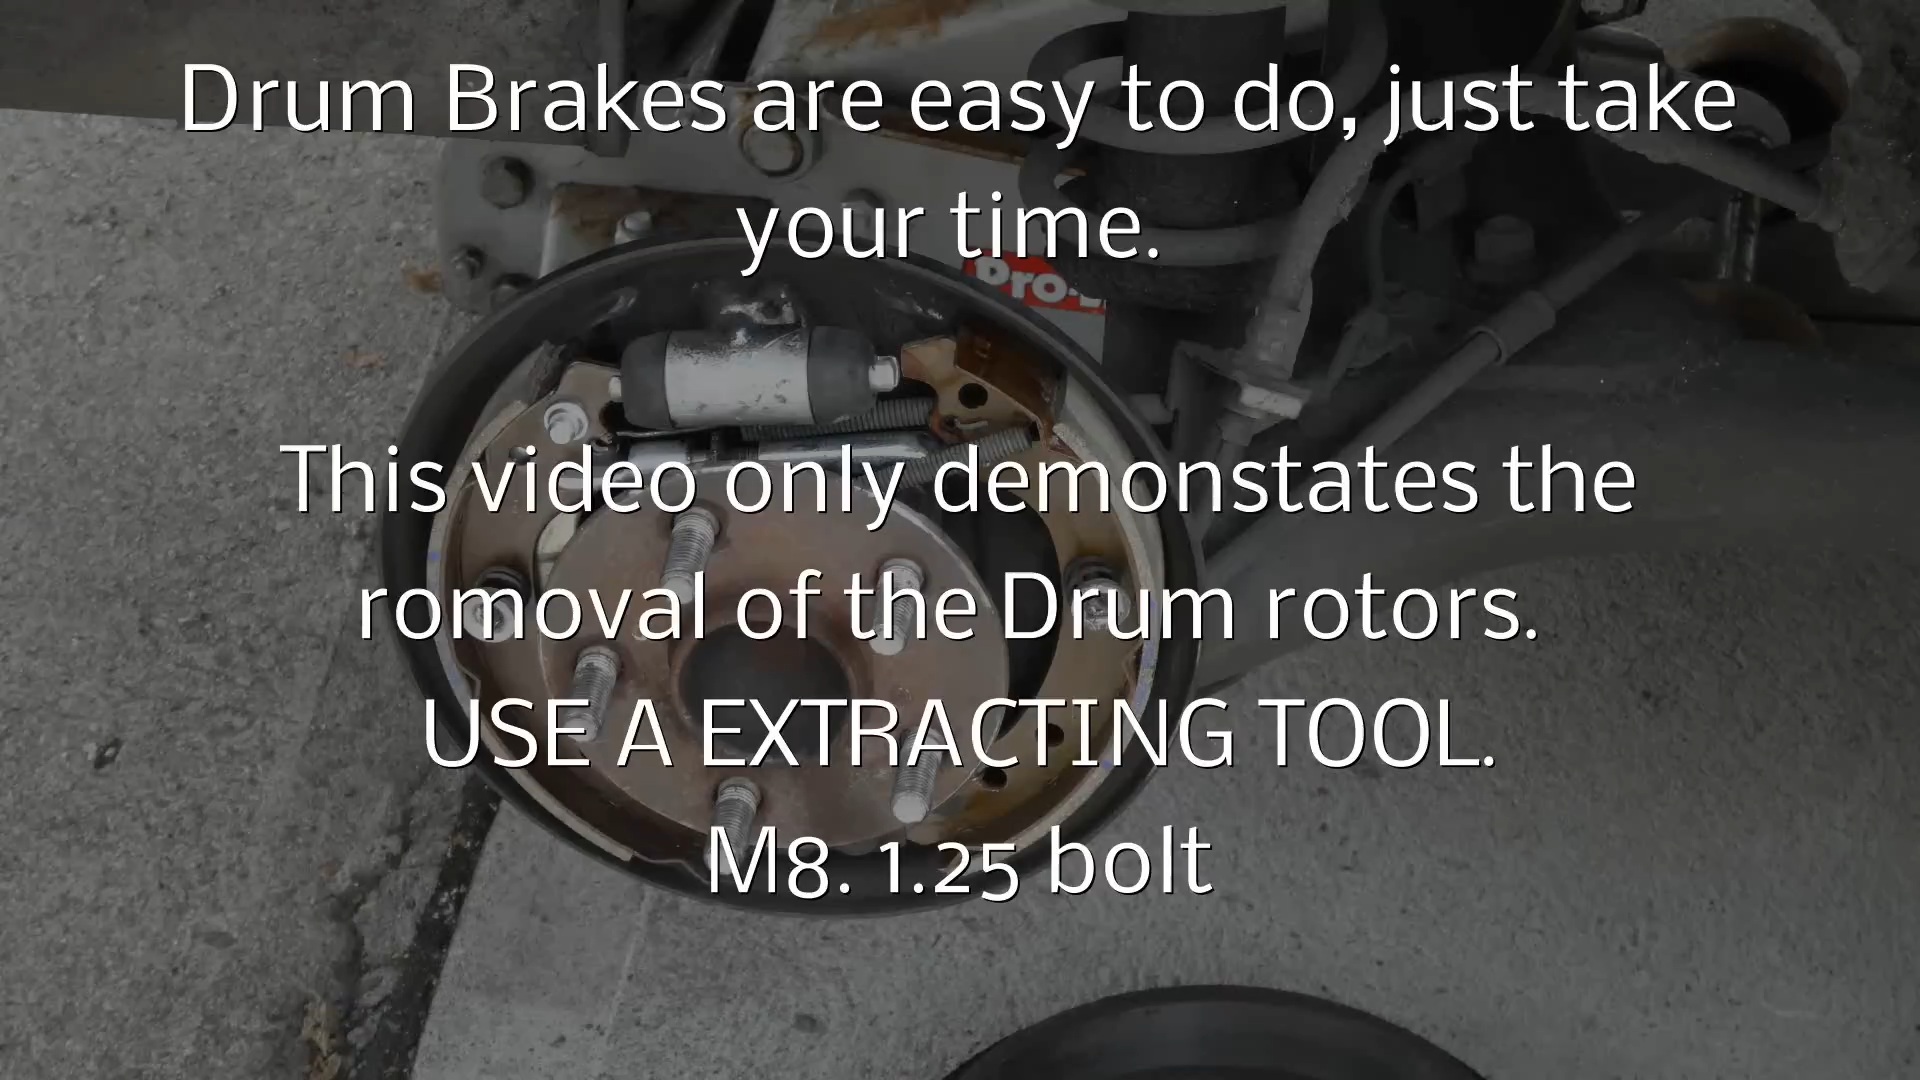 Drum Brakes are easy to do, just take
your time.
Pro-
This video only demonstates the
romoval of the Drum rotors.
USE A EXTRACTING TOOL.
M8. 1.25 bolt